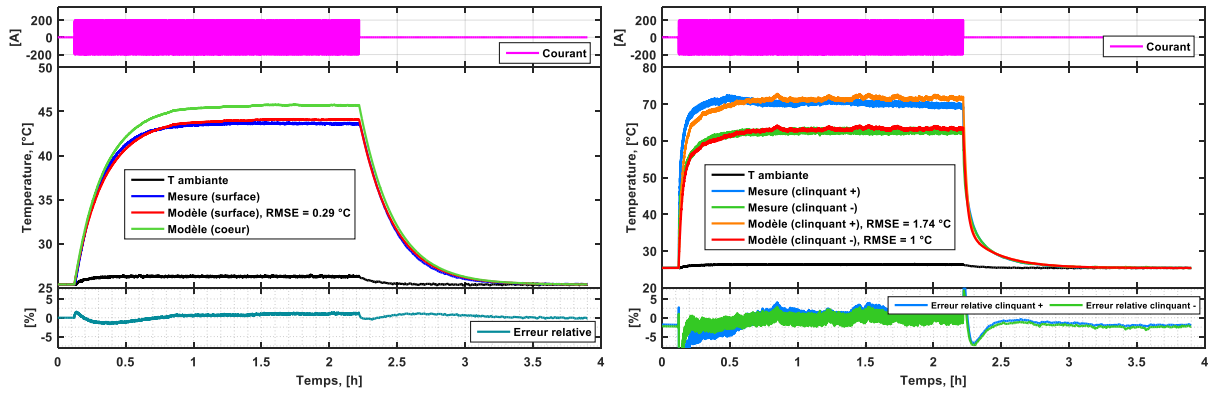 200
0
-200
[A]
Courant
50
45
40
35
30
25
Temperature, [°C]
T ambiante
Mesure (surface)
Modèle (surface), RMSE = 0.29 °C
Modèle (coeur)
5
0
-5
[%]
Erreur relative
0
0.5
1
1.5
2
2.5
3
3.5
4
Temps, [h]
200
0
-200
[A]
Courant
80
70
60
50
40
30
20
Temperature, [°C]
T ambiante
Mesure (clinquant +)
Mesure (clinquant -)
Modèle (clinquant +), RMSE = 1.74 °C
Modèle (clinquant -), RMSE = 1 °C
5
0
-5
[%]
Erreur relative clinquant +
Erreur relative clinquant -
0
0.5
1
1.5
2
2.5
3
3.5
4
Temps, [h]